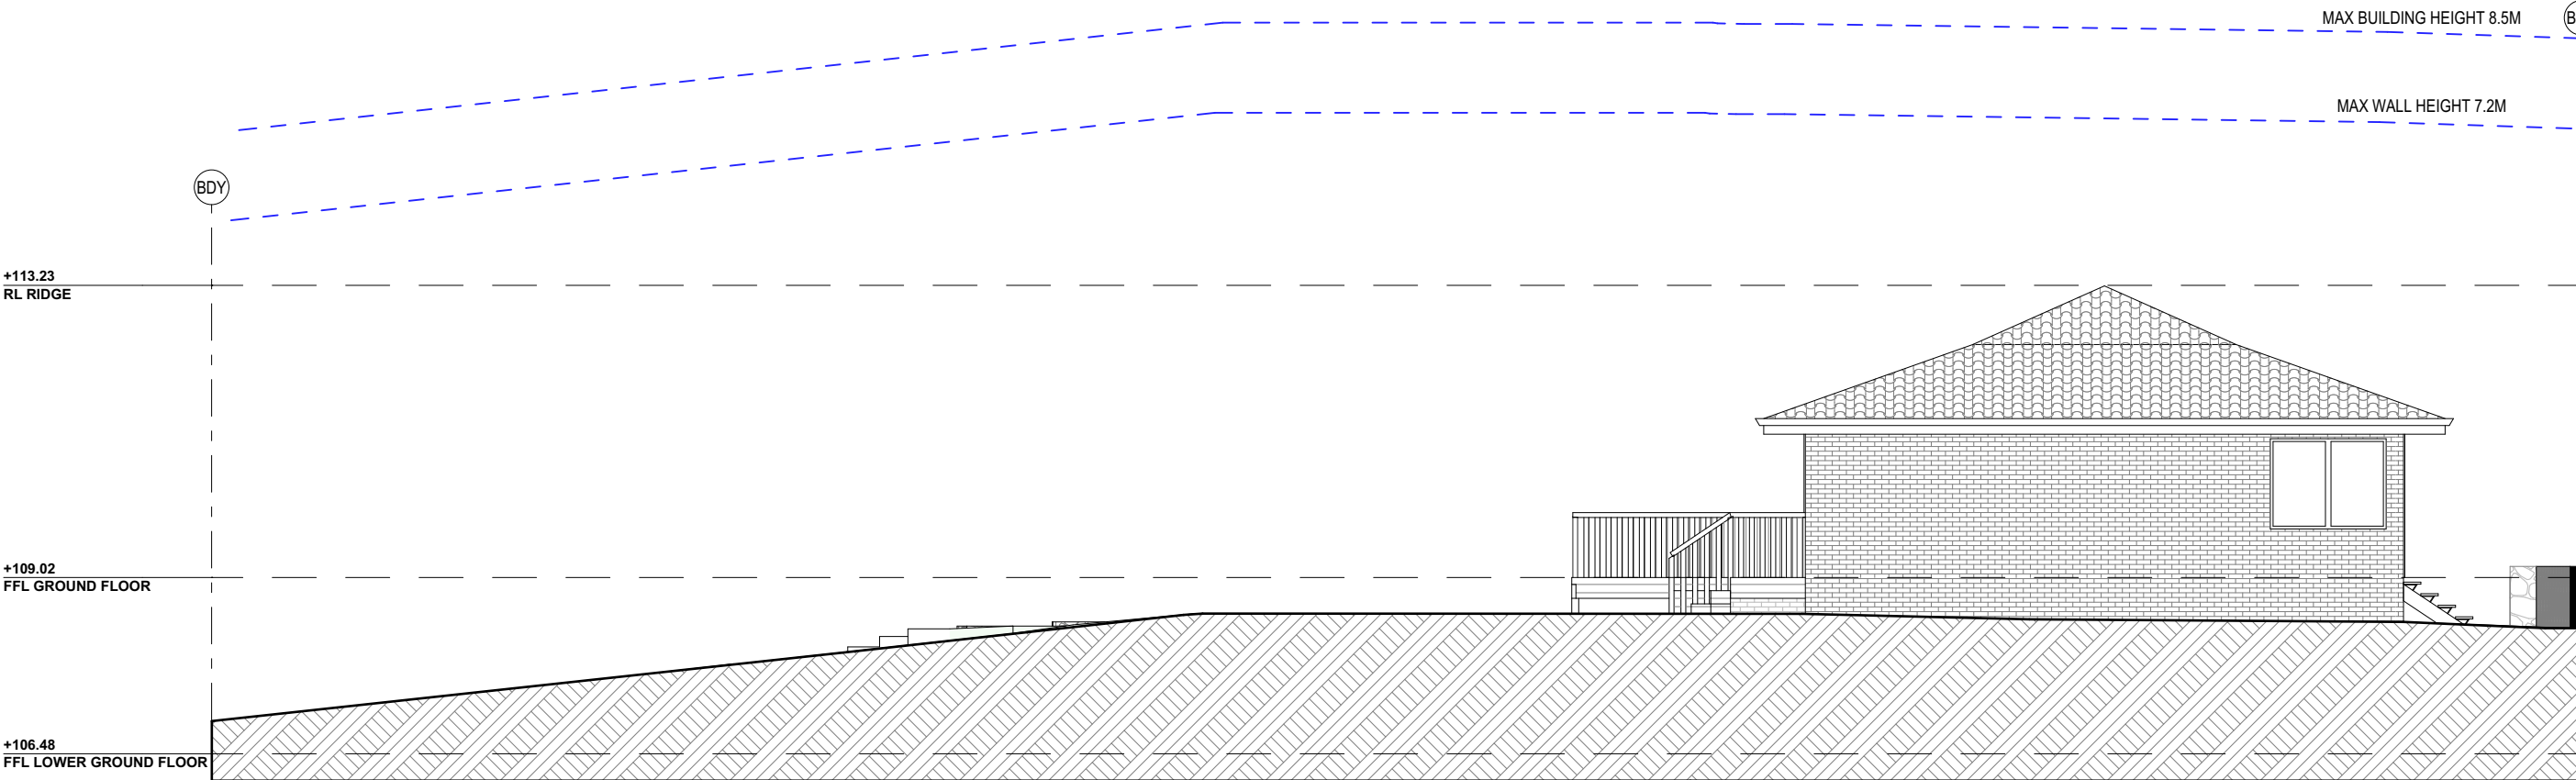 MAX BUILDING HEIGHT 8.5M
MAX WALL HEIGHT 7.2M
BDY
+113.23
RL RIDGE
+109.02
FFL GROUND FLOOR
+106.48
FFL LOWER GROUND FLOOR